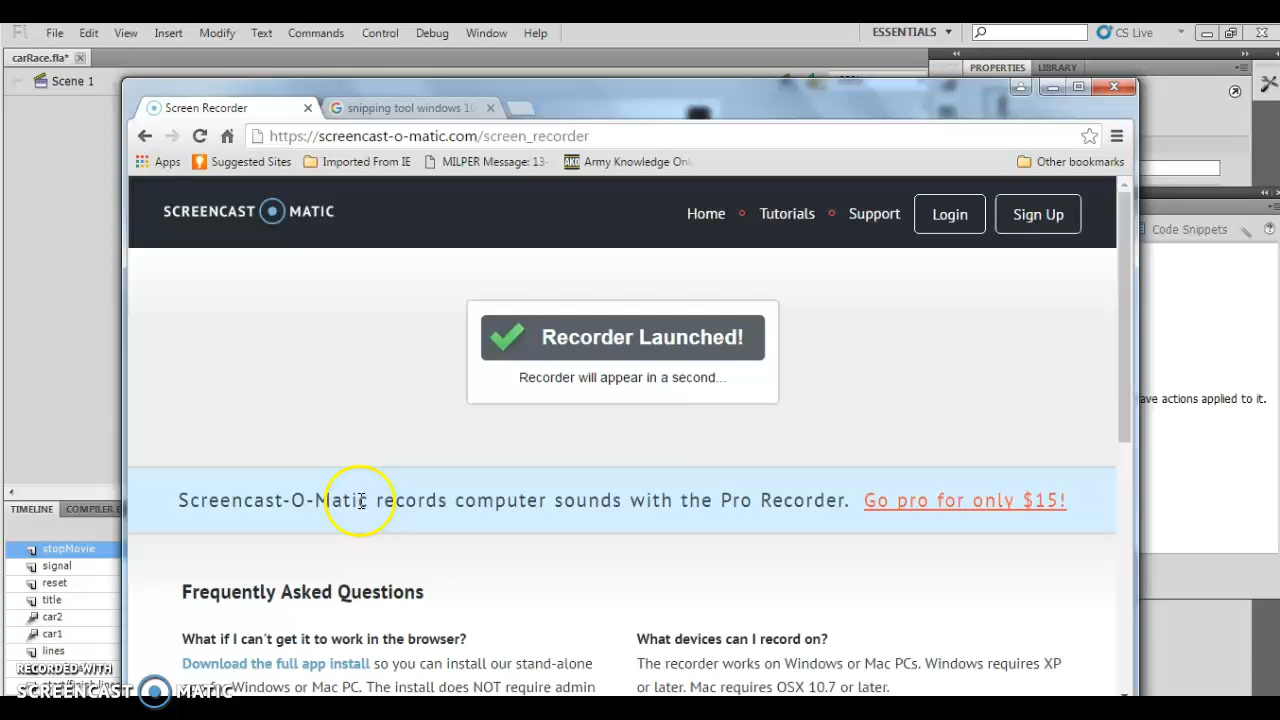 Fl File Edit View Insert Modify Text Commands Control Debug Window Help ESSENTIALS CS Live
carRace.fla*
Scene 1
PROPERTIES LIBRARY
Screen Recorder
snipping tool windows 10
https://screencast-o-matic.com/screen_recorder
Apps Suggested Sites Imported From IE MILPER Message: 13- Army Knowledge Onl Other bookmarks
SCREENCAST MATIC
Home Tutorials Support Login Sign Up
Code Snippets
Recorder Launched!
Recorder will appear in a second...
ave actions applied to it.
Screencast-O-Matic records computer sounds with the Pro Recorder. Go pro for only $15!
TIMELINE COMPILER E
stopMovie
signal
reset
title
car2
car1
lines
Frequently Asked Questions
What if I can't get it to work in the browser?
Download the full app install so you can install our stand-alone
for Windows or Mac PC. The install does NOT require admin
What devices can I record on?
The recorder works on Windows or Mac PCs. Windows requires XP
or later. Mac requires OSX 10.7 or later.
RECORDED WITH
SCREENCAST MATIC